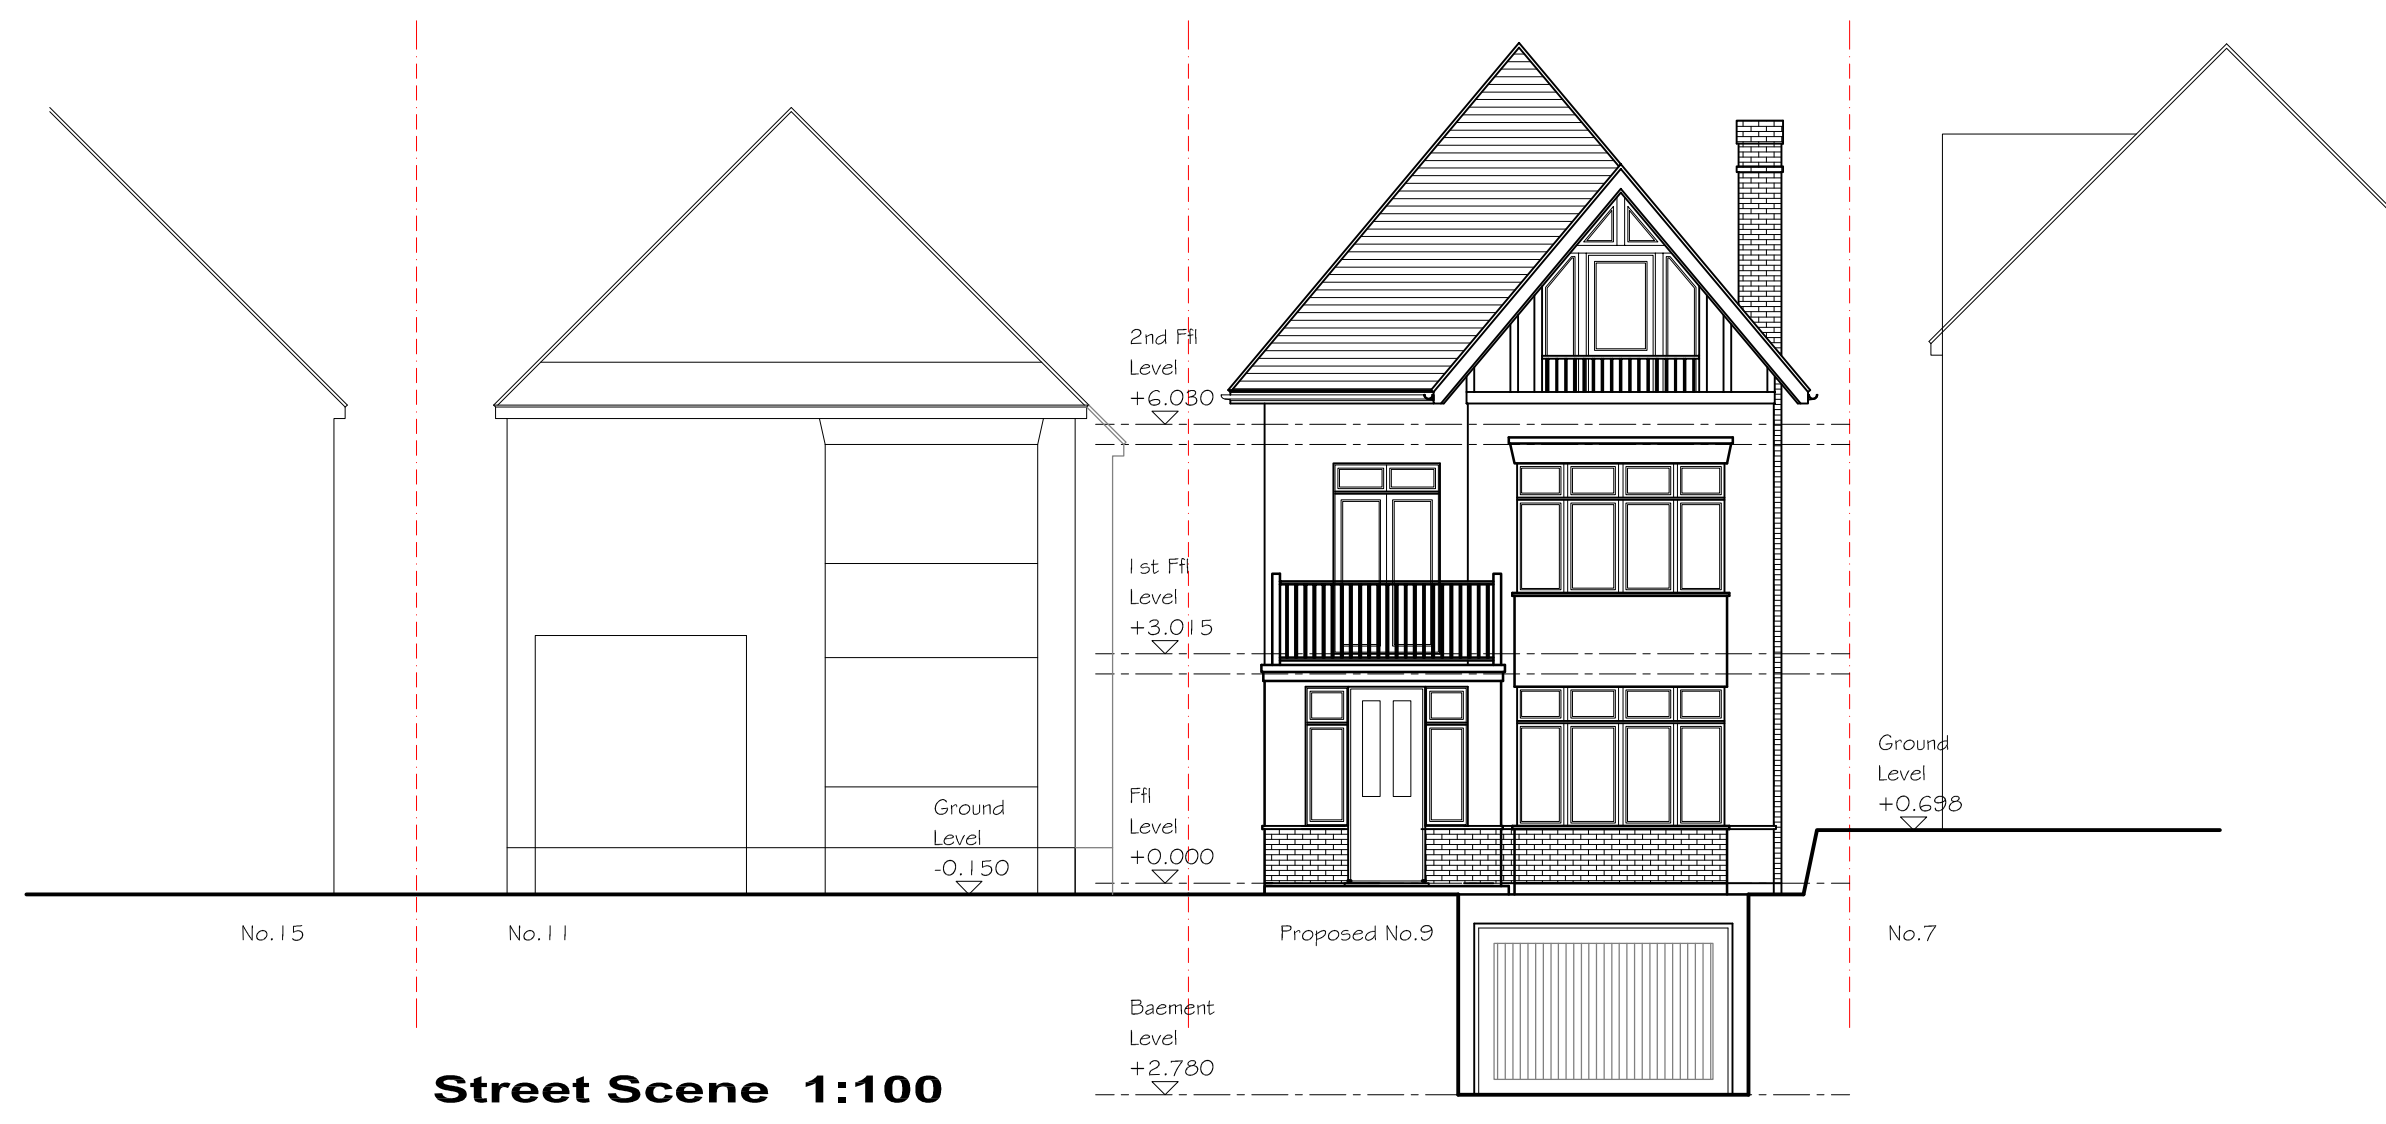 2nd Ffl
Level
+6.030
1st Ffl
Level
+3.015
Ground
Level
+0.698
Ground
Level
-0.150
Ffl
Level
+0.000
No.15
No.11
Proposed No.9
No.7
Baement
Level
+2.780
Street Scene 1:100